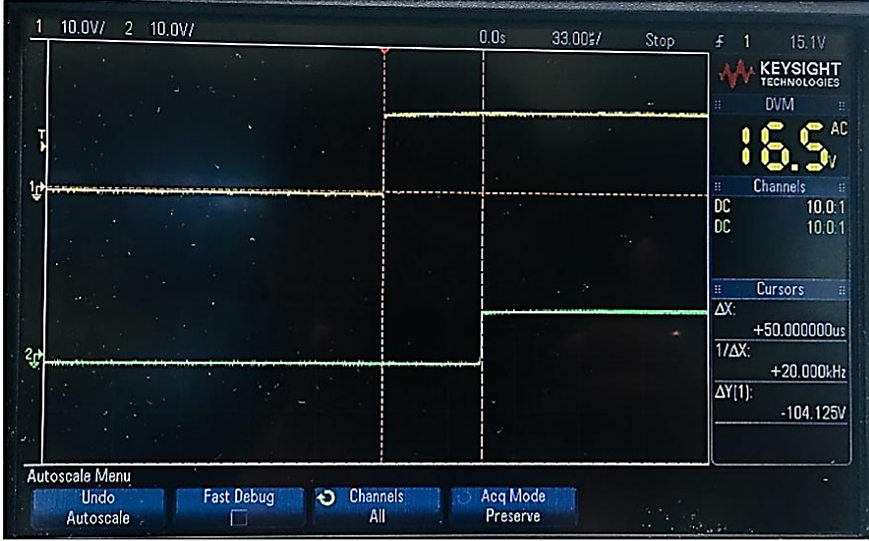 1 10.0V/ 2 10.0V/ 0.0s 33.00s/ Stop 1 15.1V
KEYSIGHT
TECHNOLOGIES
DVM
T
16.5 AC
V
1
Channels
DC 10.0:1
DC 10.0:1
Cursors
ΔX:
+50.000000us
2
1/ΔX:
+20.000kHz
ΔY(1):
-104.125V
Autoscale Menu
Undo
Autoscale
Fast Debug
Channels
All
Acq Mode
Preserve